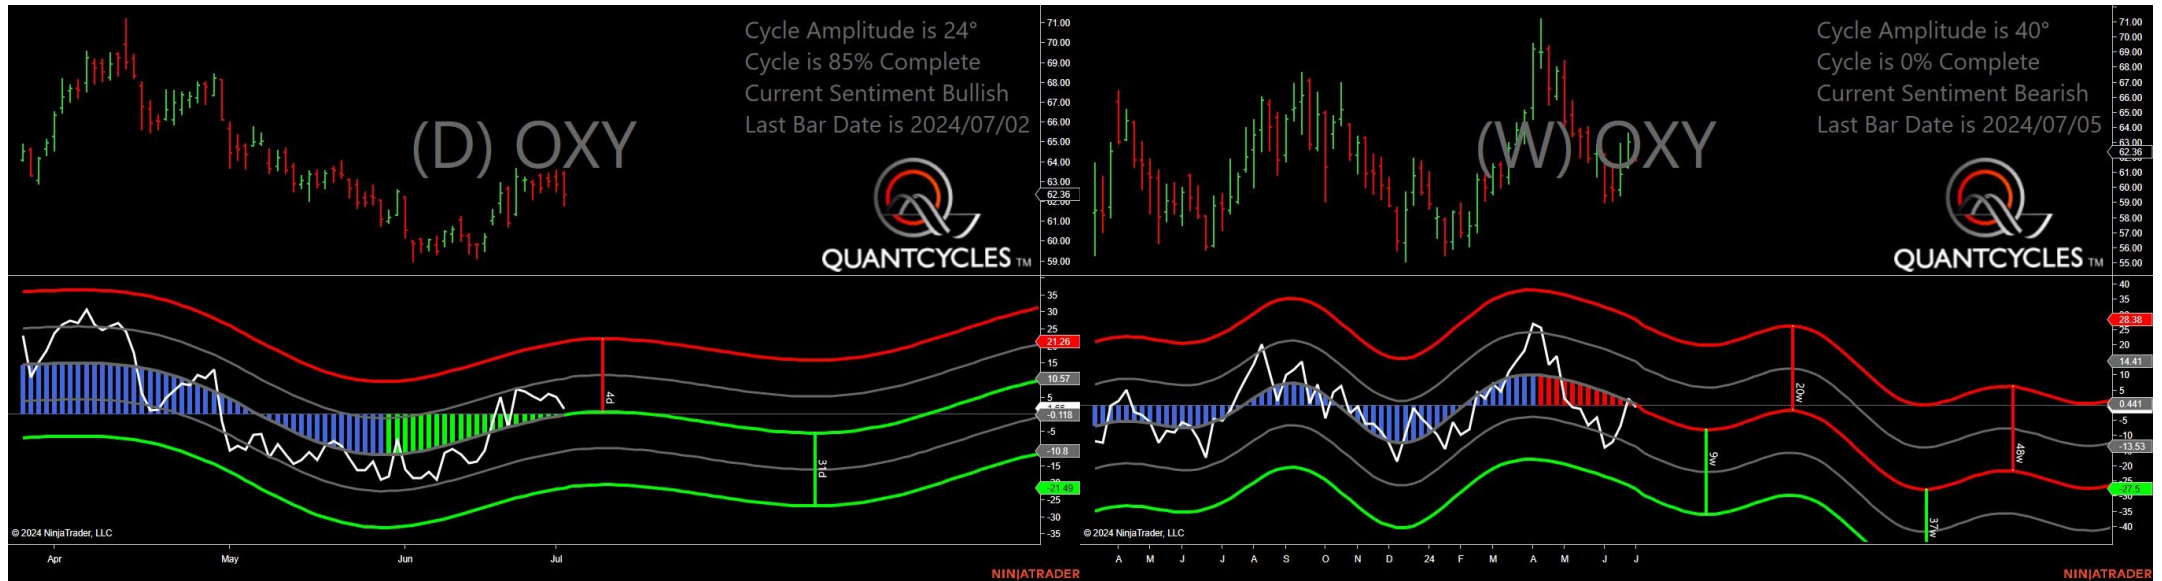 Cycle Amplitude is 24°
Cycle is 85% Complete
Current Sentiment Bullish
Last Bar Date is 2024/07/02
(D) OXY
QUANTCYCLES TM
71.00
70.00
69.00
68.00
67.00
66.00
65.00
64.00
63.00
62.36
62.00
61.00
60.00
59.00
35
30
25
21.26
15
10.57
5
-0.118
-5
-10.8
-15
-21.49
-25
-30
-35
4d
31d
© 2024 NinjaTrader, LLC
Apr May Jun Jul
NINJATRADER
Cycle Amplitude is 40°
Cycle is 0% Complete
Current Sentiment Bearish
Last Bar Date is 2024/07/05
(W) OXY
QUANTCYCLES TM
71.00
70.00
69.00
68.00
67.00
66.00
65.00
64.00
63.00
62.36
61.00
60.00
59.00
58.00
57.00
56.00
55.00
40
35
28.38
25
20
14.41
10
5
0.441
-5
-10
-13.53
-20
-25
-27.5
-35
-40
20w
9w
48w
37w
© 2024 NinjaTrader, LLC
A M J J A S O N D 24 F M A M J J
NINJATRADER